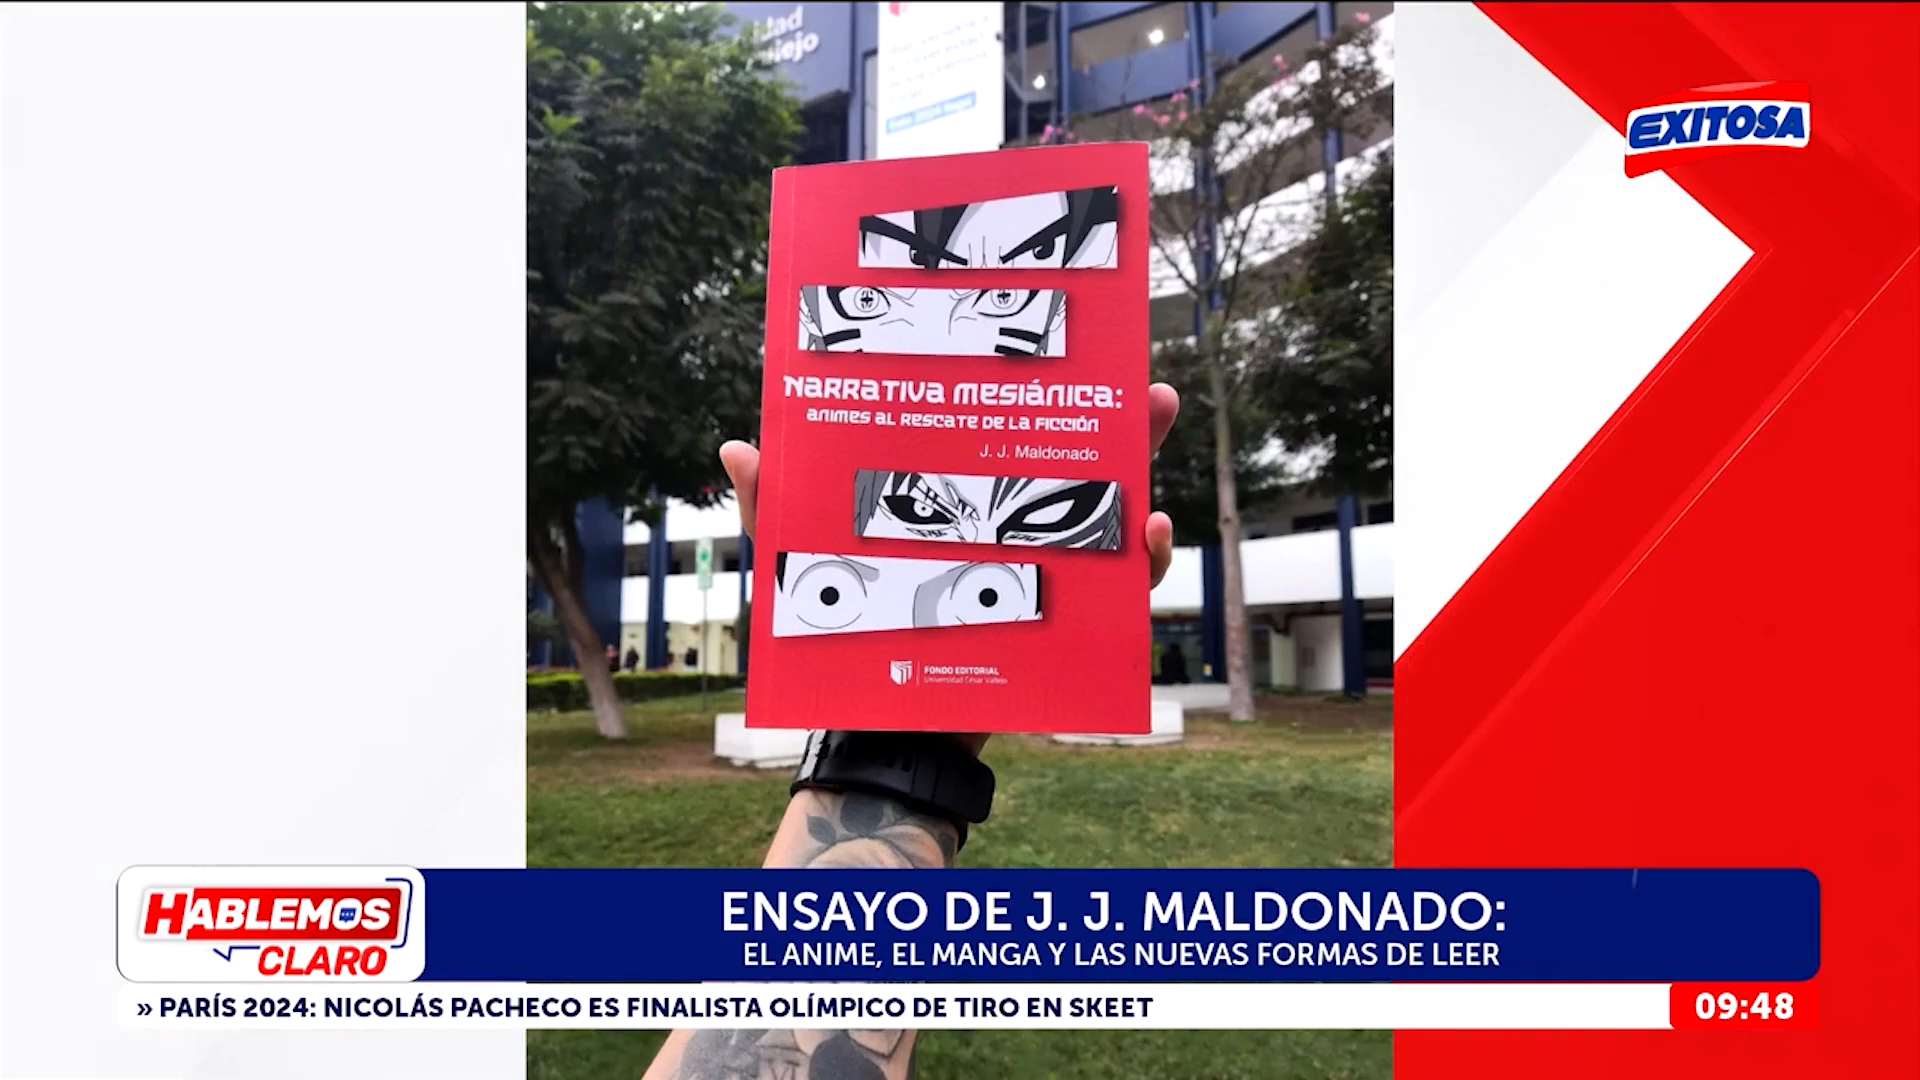 EXITOSA
NARRATIVA MESIÁNICA:
ANIMES AL RESCATE DE LA FICCIÓN
J. J. Maldonado
FONDO EDITORIAL
Universidad César Vallejo
HABLEMOS
CLARO
ENSAYO DE J. J. MALDONADO:
EL ANIME, EL MANGA Y LAS NUEVAS FORMAS DE LEER
» PARÍS 2024: NICOLÁS PACHECO ES FINALISTA OLÍMPICO DE TIRO EN SKEET
09:48